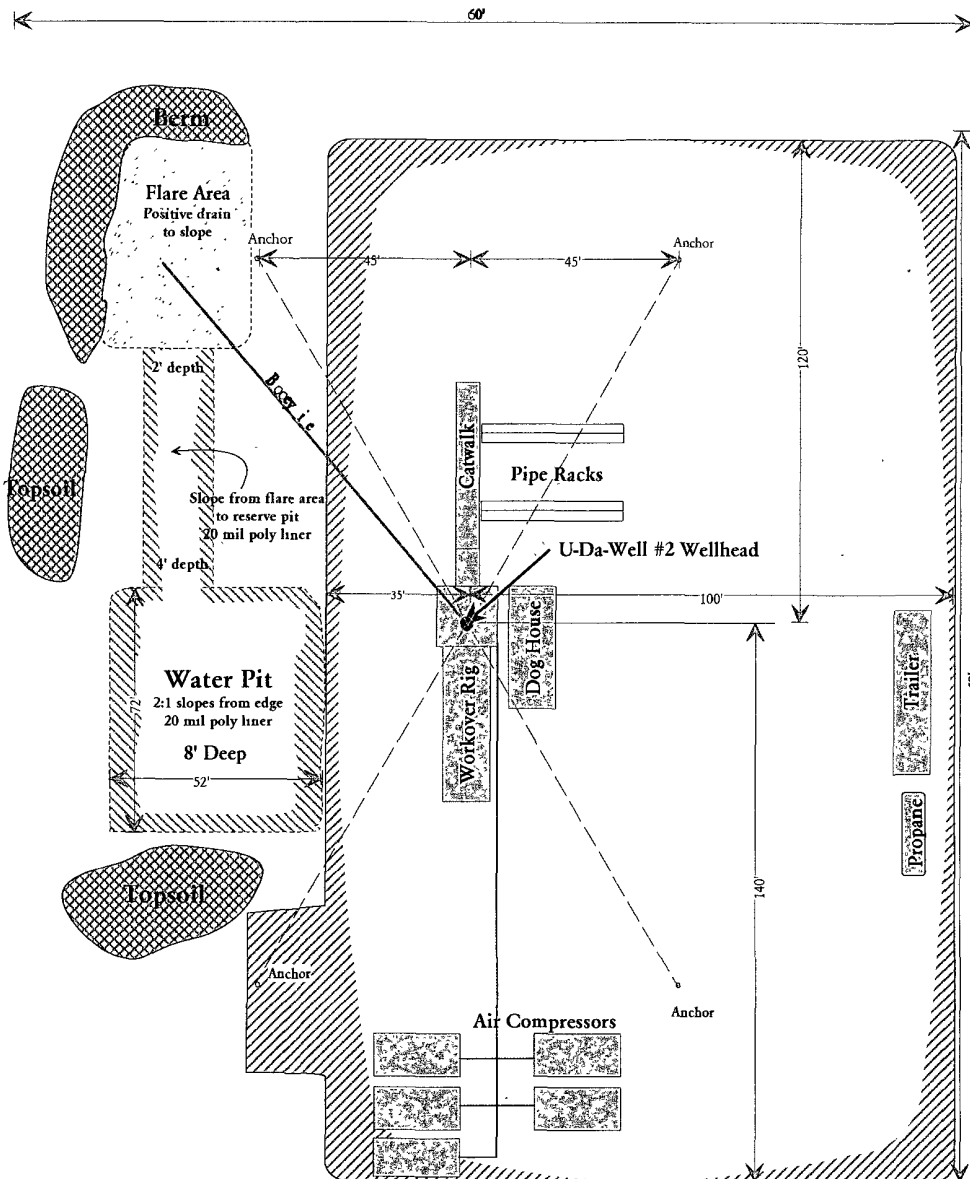 60'
Berm
Flare Area
Positive drain
to slope
Anchor
45'
45'
Anchor
120'
2' depth
Catwalk
Pipe Racks
Topsoil
Slope from flare area
to reserve pit
20 mil poly liner
U-Da-Well #2 Wellhead
4' depth
35'
100'
Dog House
Trailer
Water Pit
2:1 slopes from edge
20 mil poly liner
8' Deep
72'
52'
Workover Rig
Propane
140'
Topsoil
Anchor
Anchor
Air Compressors